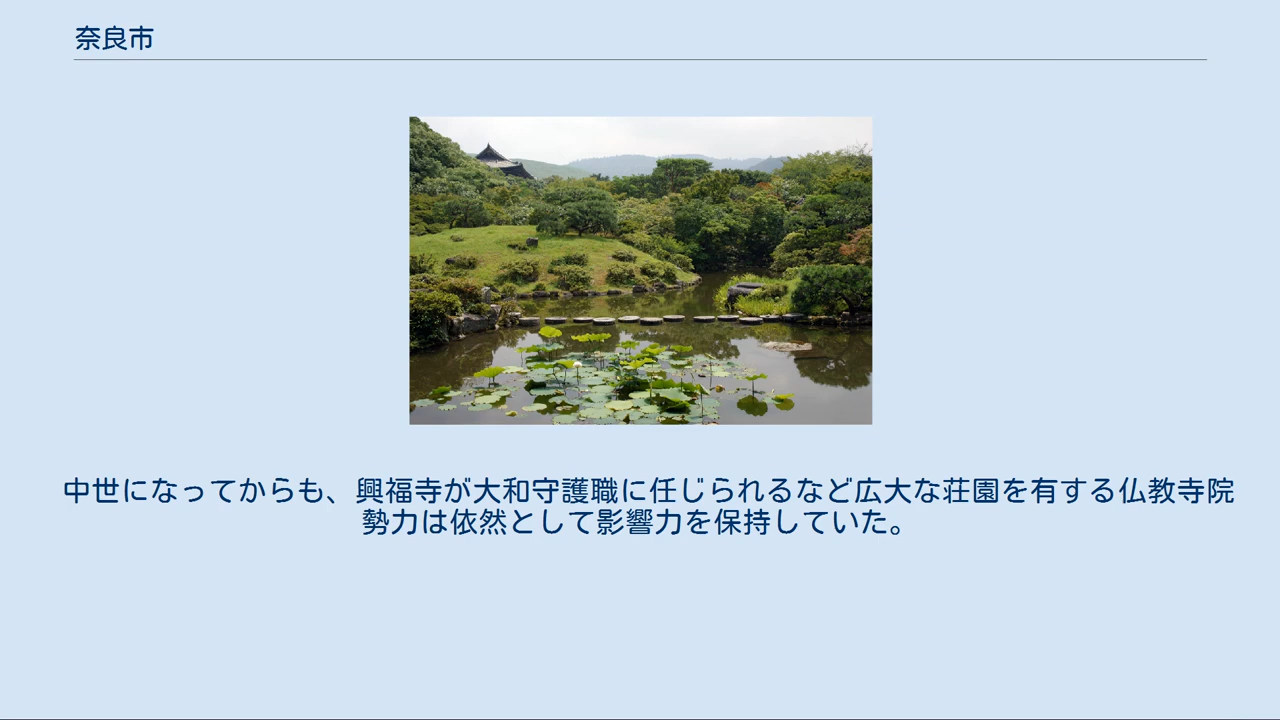 奈良市
中世になってからも、興福寺が大和守護職に任じられるなど広大な荘園を有する仏教寺院
勢力は依然として影響力を保持していた。